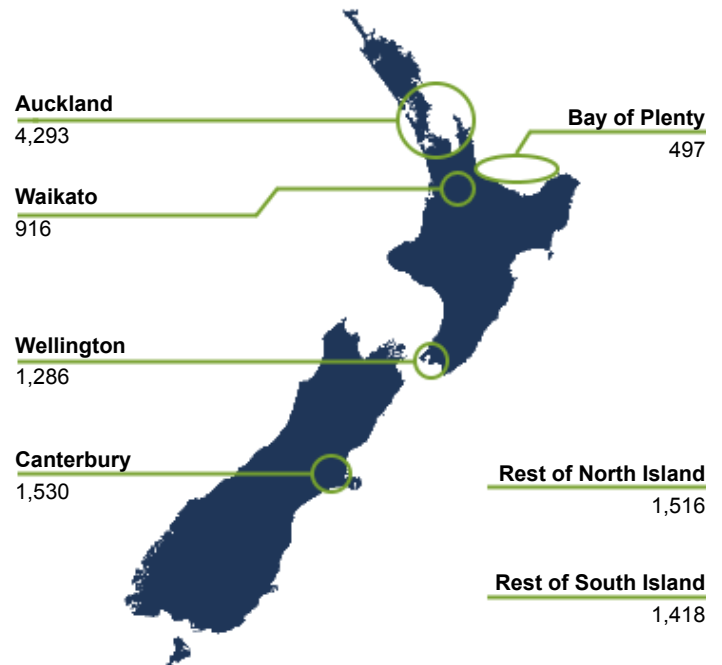 Auckland
4,293
Bay of Plenty
497
Waikato
916
Wellington
1,286
Canterbury
1,530
Rest of North Island
1,516
Rest of South Island
1,418